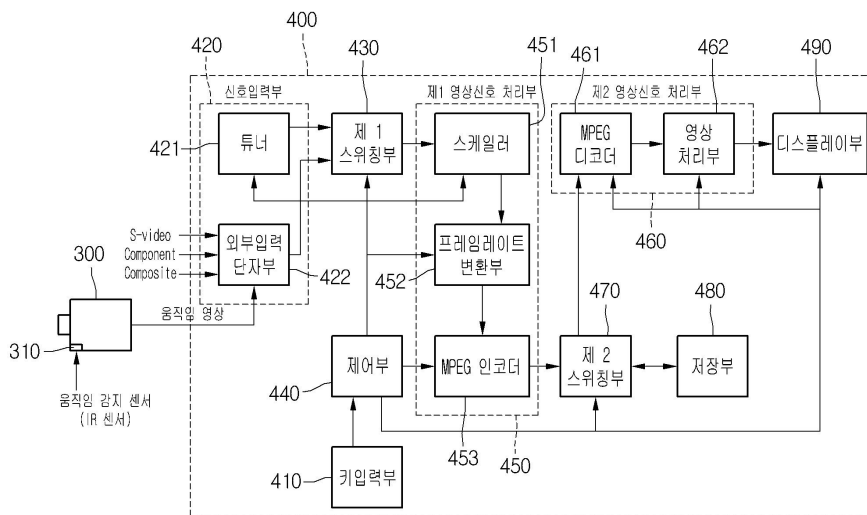 400
420
430
451
461
462
490
신호입력부
제1 영상신호 처리부
제2 영상신호 처리부
421
튜너
제 1
스위칭부
스케일러
MPEG
디코더
영상
처리부
디스플레이부
460
S-video
Component
Composite
외부입력
단자부
422
프레임레이트
변환부
452
300
310
움직임 영상
움직임 감지 센서
(IR 센서)
470
480
제어부
440
MPEG 인코더
제 2
스위칭부
저장부
453
450
410
키입력부